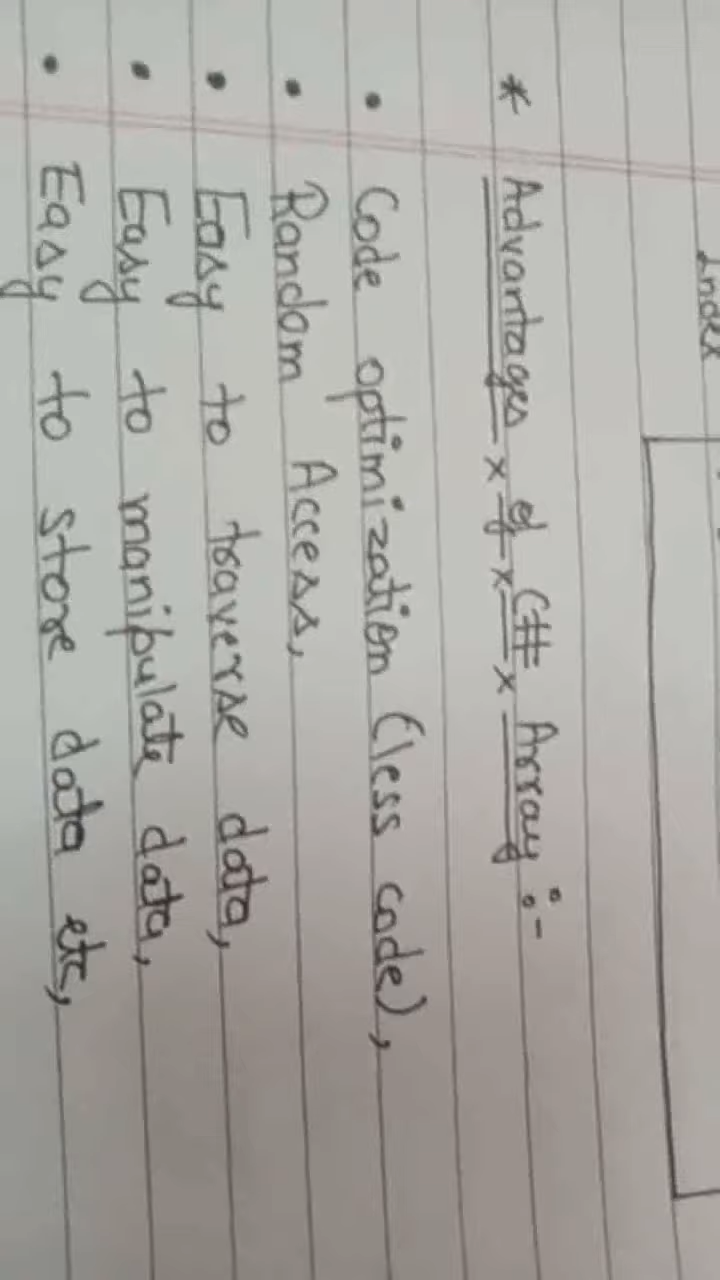 Index
* Advantages of C# Array :-
• Code optimization (less code),
• Random Access,
• Easy to traverse data,
• Easy to manipulate data,
• Easy to store data etc,